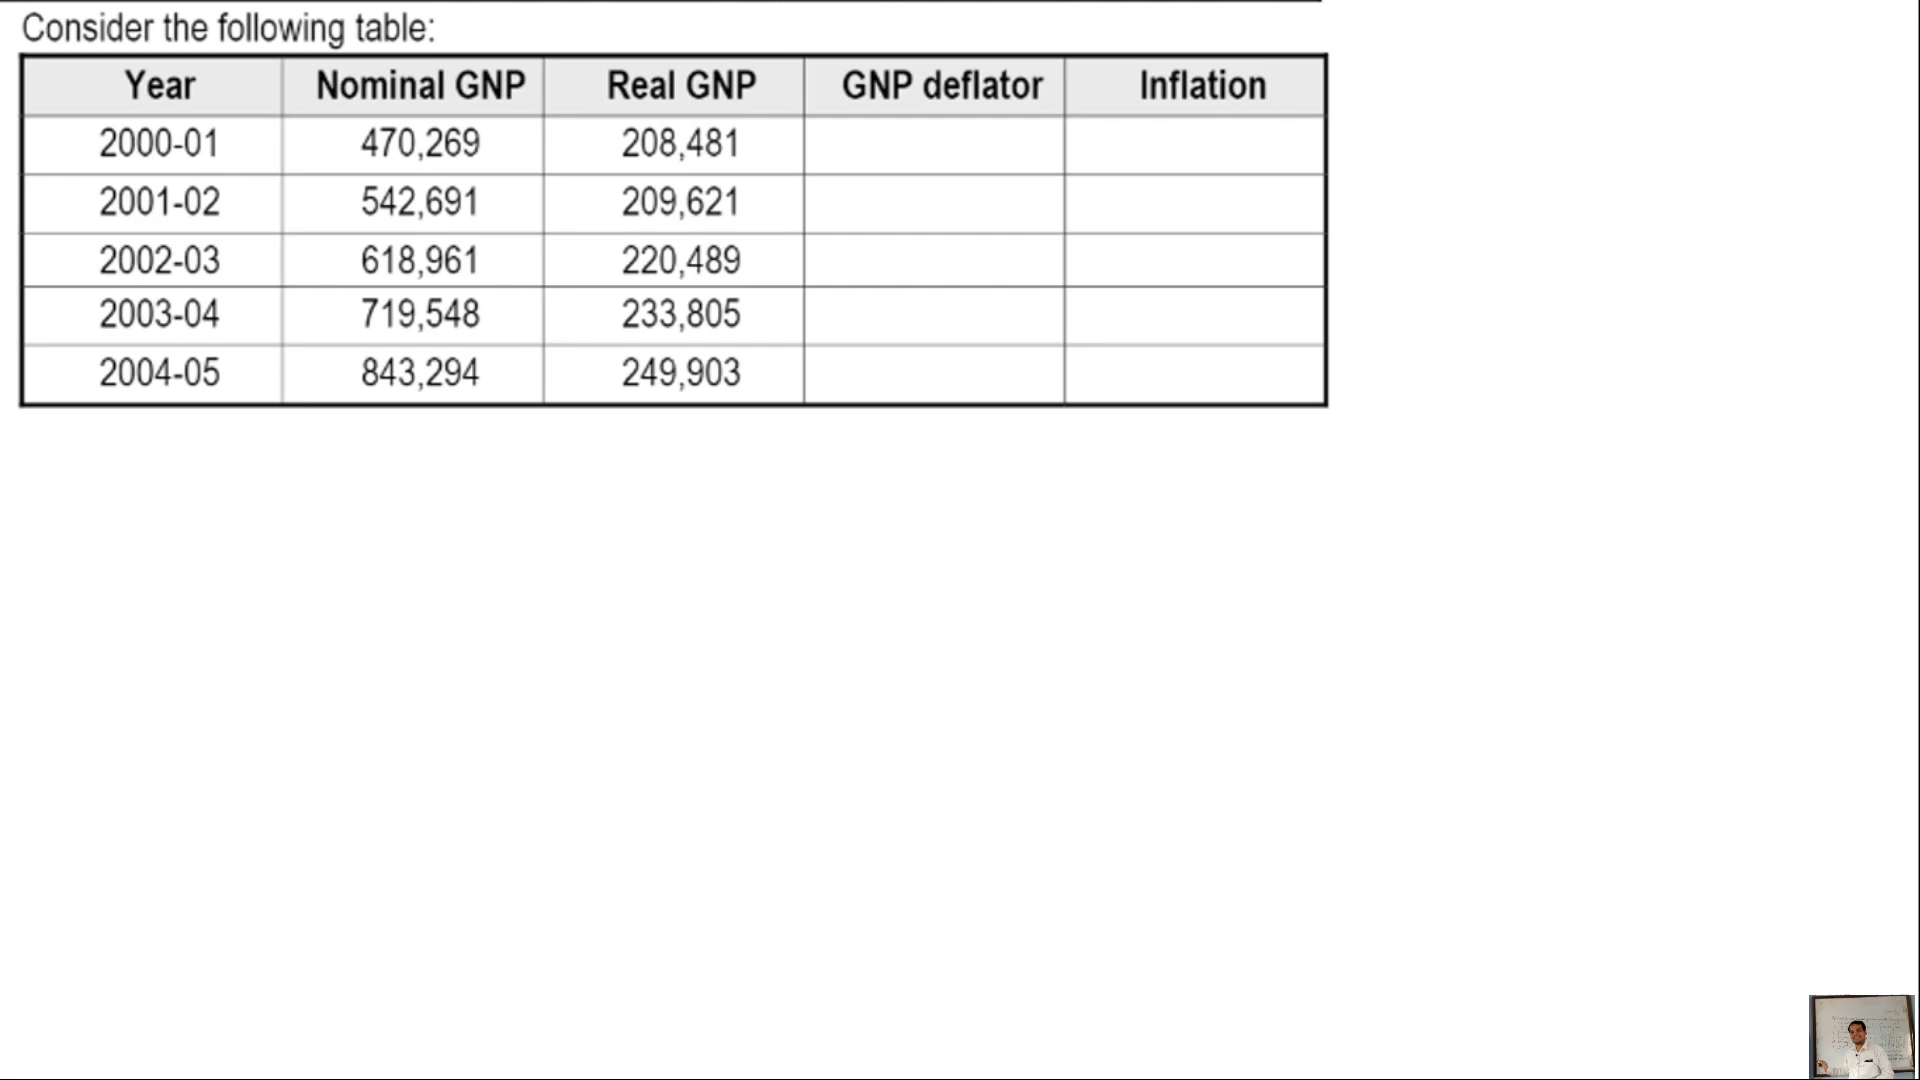 Consider the following table:
Year Nominal GNP Real GNP GNP deflator Inflation
2000-01 470,269 208,481
2001-02 542,691 209,621
2002-03 618,961 220,489
2003-04 719,548 233,805
2004-05 843,294 249,903